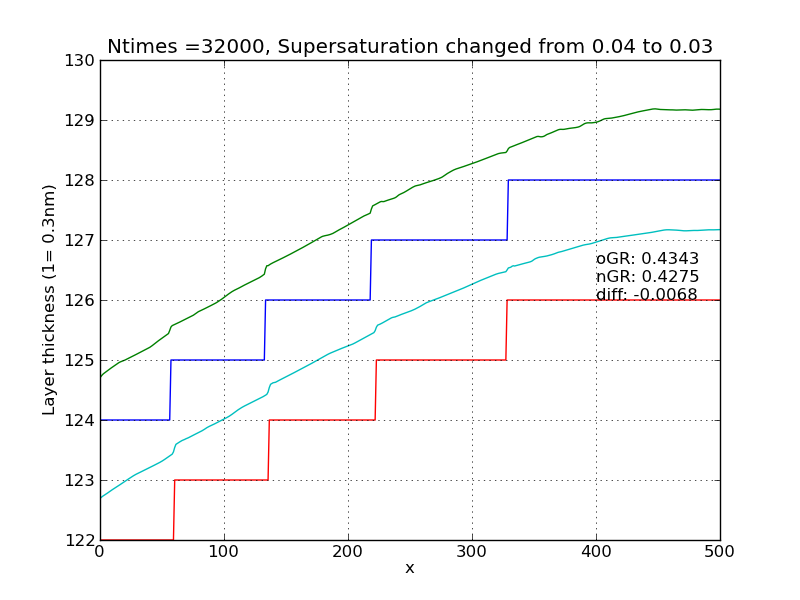 Ntimes =32000, Supersaturation changed from 0.04 to 0.03
130
129
128
127
126
125
124
123
122
Layer thickness (1= 0.3nm)
oGR: 0.4343
nGR: 0.4275
diff: -0.0068
0 100 200 300 400 500
x